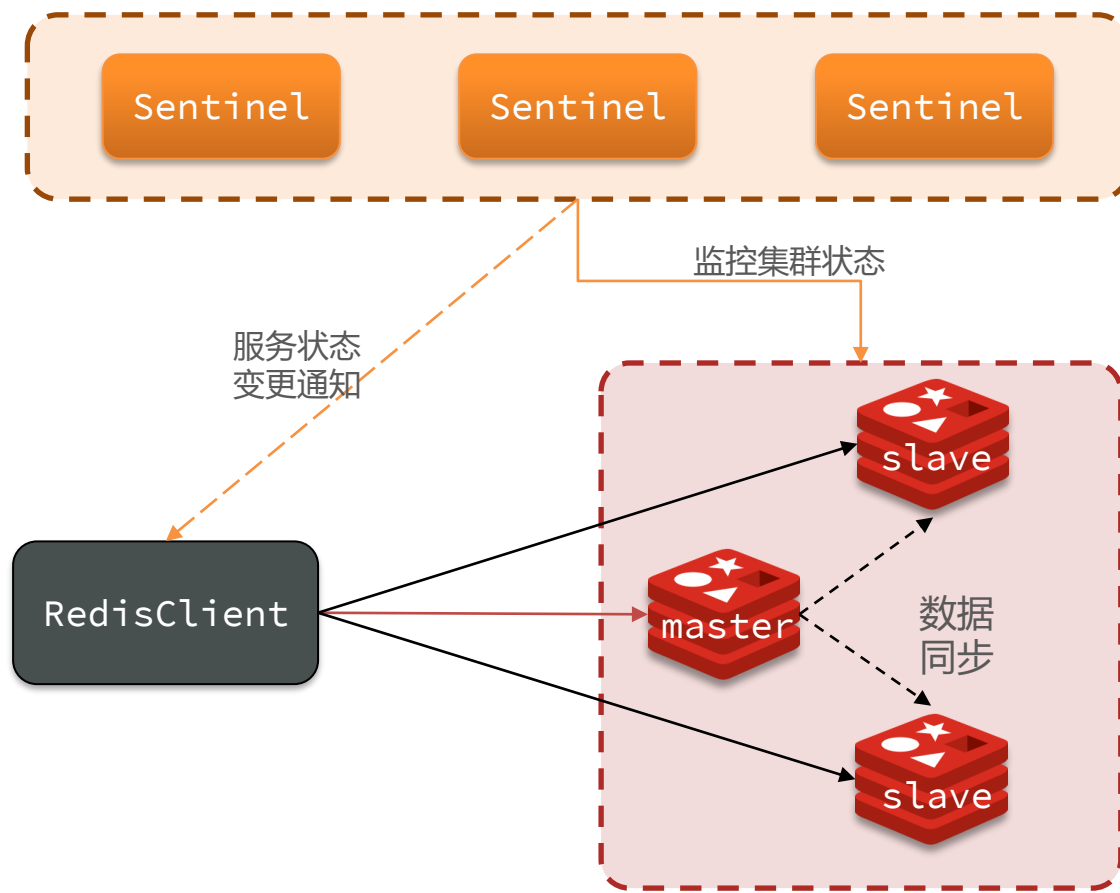 Sentinel
Sentinel
Sentinel
监控集群状态
服务状态
变更通知
slave
RedisClient
master
数据
同步
slave